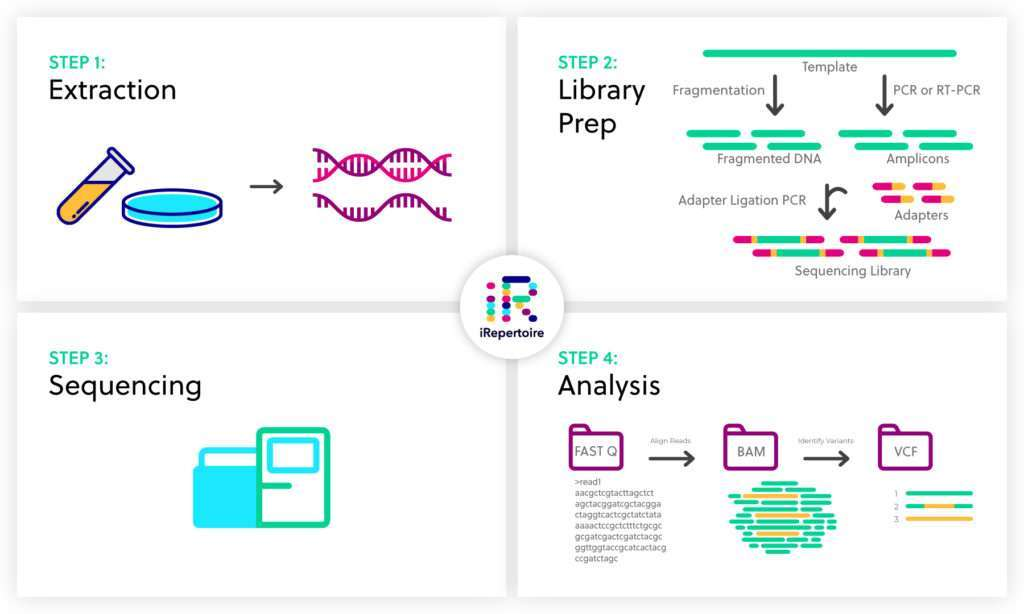 STEP 1:
Extraction
STEP 2:
Library
Prep
Template
Fragmentation
PCR or RT-PCR
Fragmented DNA
Amplicons
Adapter Ligation PCR
Adapters
Sequencing Library
iR
iRepertoire
STEP 3:
Sequencing
STEP 4:
Analysis
FAST Q
Align Reads
BAM
Identify Variants
VCF
>read1
aacgctcgtacttagctct
agctacggatcgctacgga
ctaggtcactcgctatctata
aaaaactccgctctttctgcgc
gcgatcgactcgatctacgc
ggttggtaccgcatcactacg
ccgatctagc
1
2
3